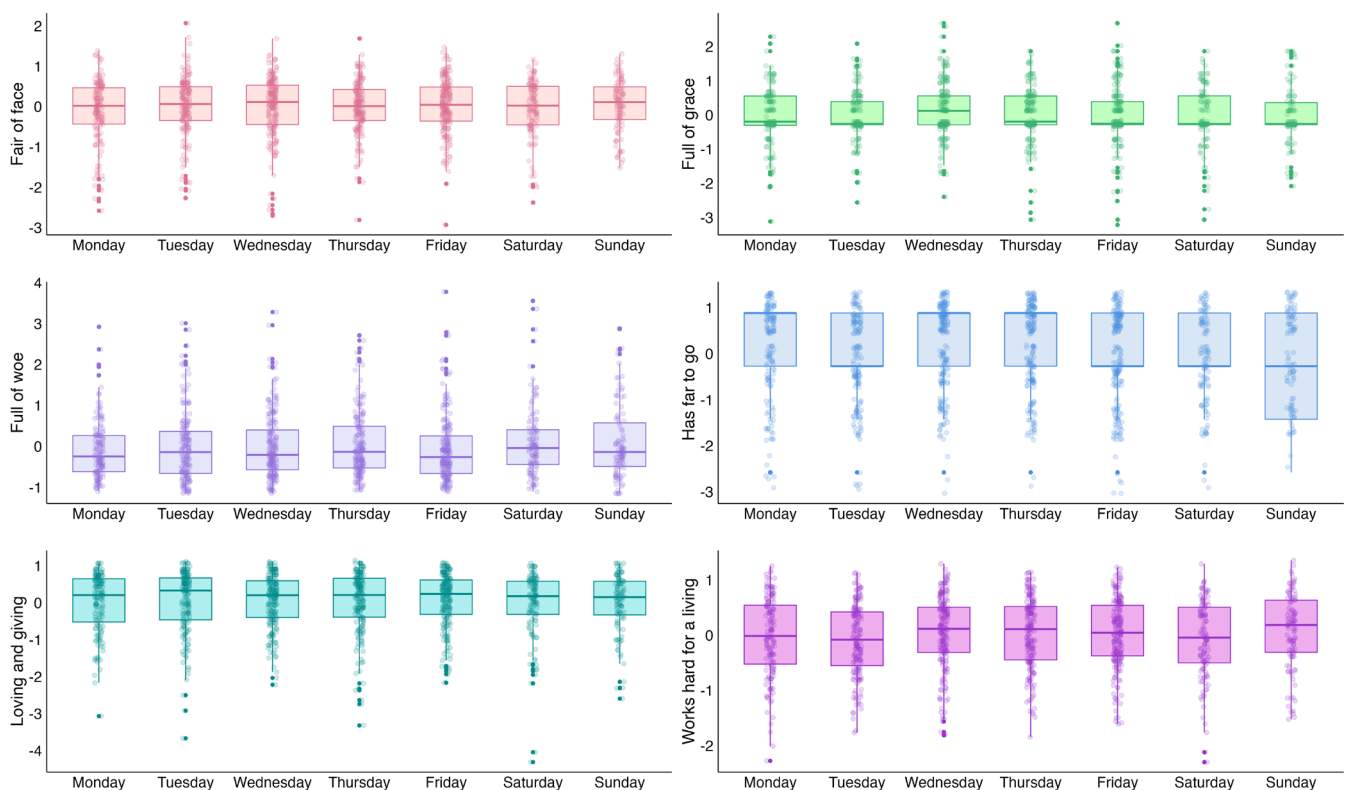 Fair of face
2
1
0
-1
-2
-3
Monday Tuesday Wednesday Thursday Friday Saturday Sunday
Full of grace
2
1
0
-1
-2
-3
Monday Tuesday Wednesday Thursday Friday Saturday Sunday
Full of woe
4
3
2
1
0
-1
Monday Tuesday Wednesday Thursday Friday Saturday Sunday
Has far to go
1
0
-1
-2
-3
Monday Tuesday Wednesday Thursday Friday Saturday Sunday
Loving and giving
1
0
-1
-2
-3
-4
Monday Tuesday Wednesday Thursday Friday Saturday Sunday
Works hard for a living
1
0
-1
-2
Monday Tuesday Wednesday Thursday Friday Saturday Sunday